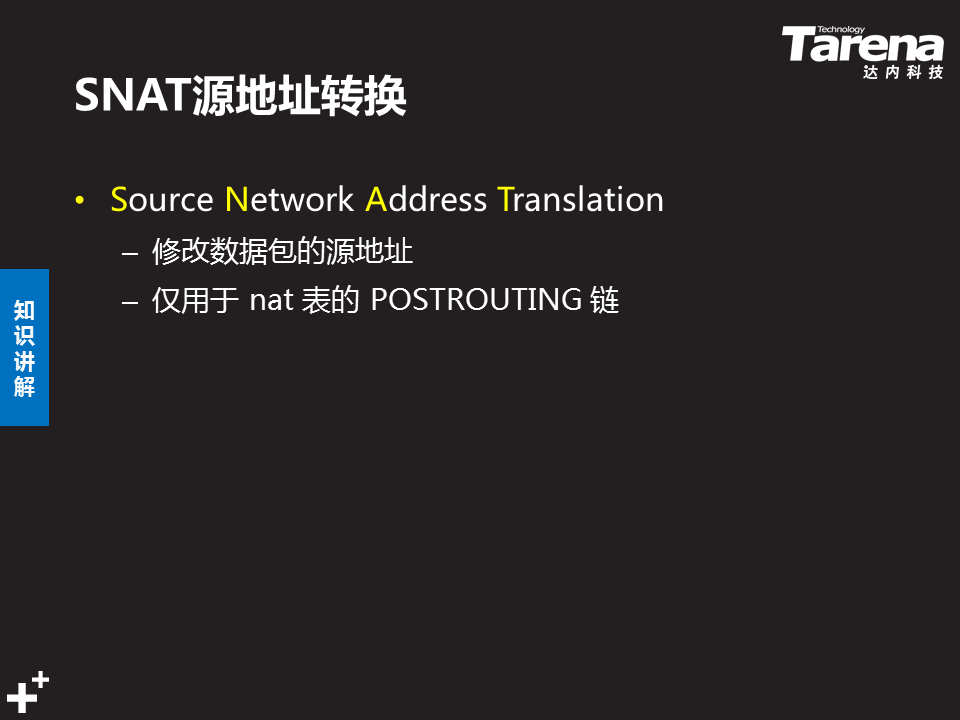 Technology
Tarena
达内科技
SNAT源地址转换
• Source Network Address Translation
– 修改数据包的源地址
– 仅用于 nat 表的 POSTROUTING 链
知
识
讲
解